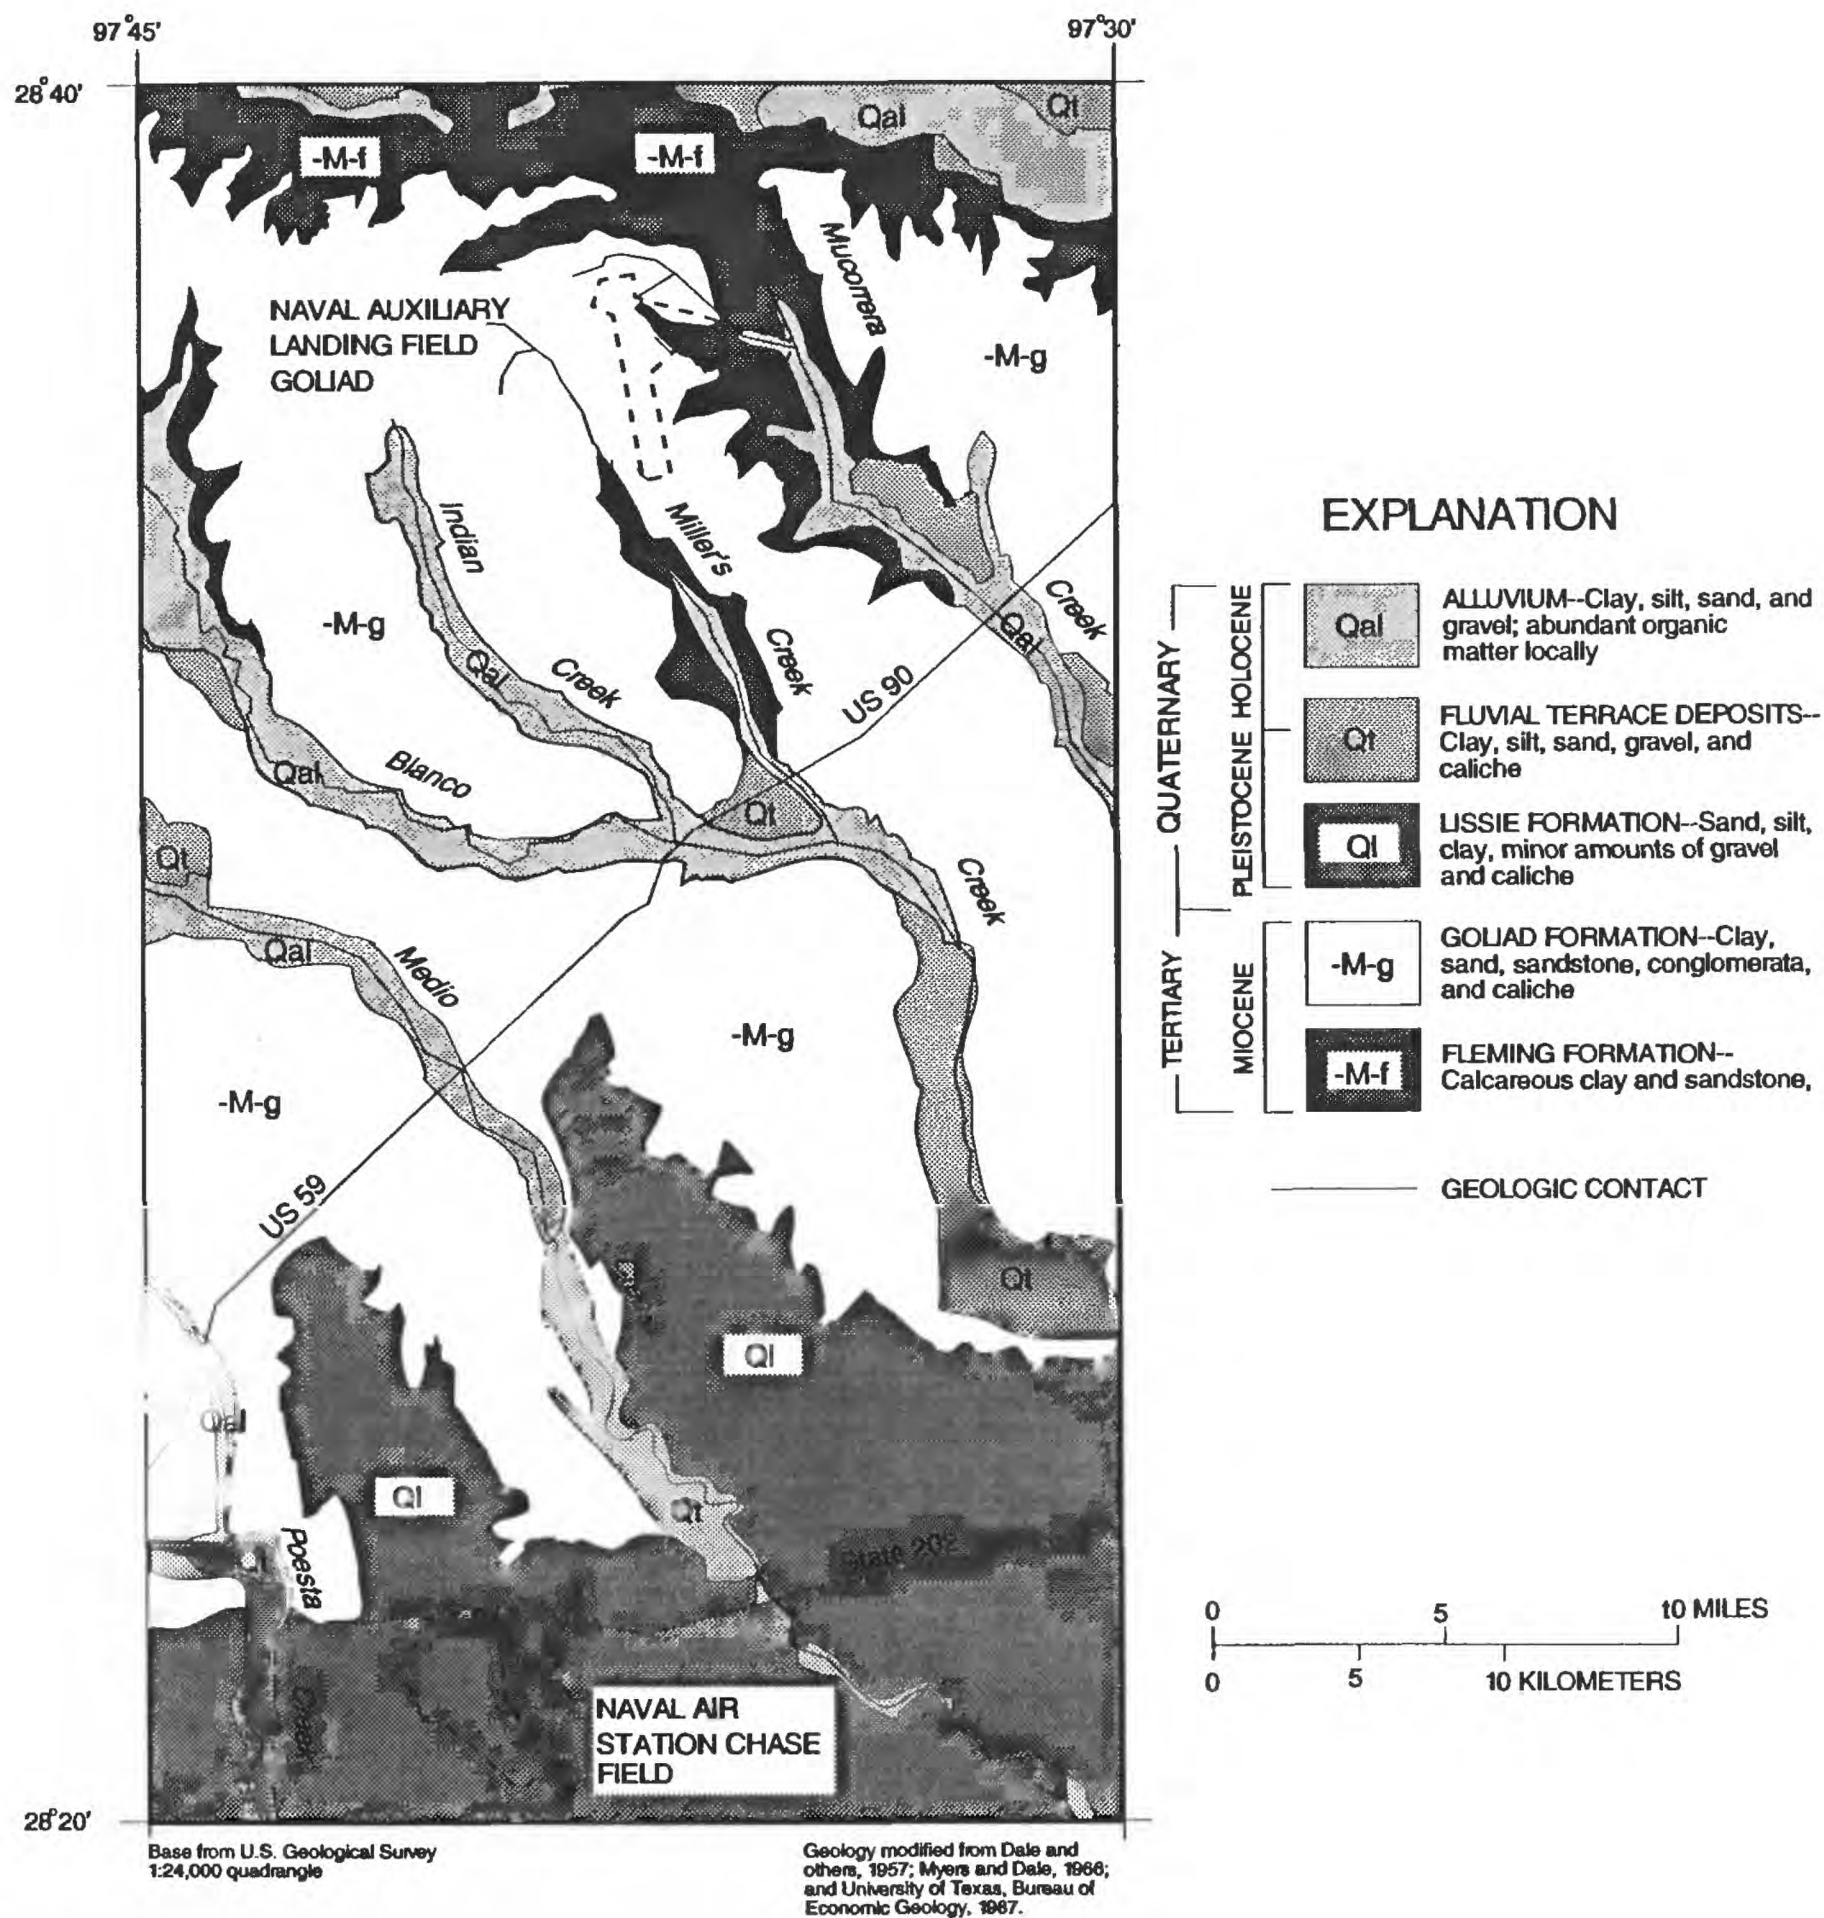 97°45'
97°30'
28°40'
Qal
Qt
-M-f
-M-f
Mucorrera
NAVAL AUXILIARY
LANDING FIELD
GOLIAD
-M-g
Indian
Miller's
-M-g
Creek
Qal
Qal
Creek
Creek
US 90
Blanco
Qal
Qt
Qt
Creek
Qal
Medio
-M-g
-M-g
US 59
Qt
Ql
Qal
Ql
Qt
Poesta
State 202
Creek
NAVAL AIR
STATION CHASE
FIELD
28°20'
Base from U.S. Geological Survey
1:24,000 quadrangle
Geology modified from Dale and
others, 1957; Myers and Dale, 1966;
and University of Texas, Bureau of
Economic Geology, 1987.
EXPLANATION
QUATERNARY
TERTIARY
HOLOCENE
PLEISTOCENE
MIOCENE
Qal
ALLUVIUM--Clay, silt, sand, and
gravel; abundant organic
matter locally
Qt
FLUVIAL TERRACE DEPOSITS--
Clay, silt, sand, gravel, and
caliche
Ql
LISSIE FORMATION--Sand, silt,
clay, minor amounts of gravel
and caliche
-M-g
GOLIAD FORMATION--Clay,
sand, sandstone, conglomerata,
and caliche
-M-f
FLEMING FORMATION--
Calcareous clay and sandstone,
GEOLOGIC CONTACT
0 5 10 MILES
0 5 10 KILOMETERS